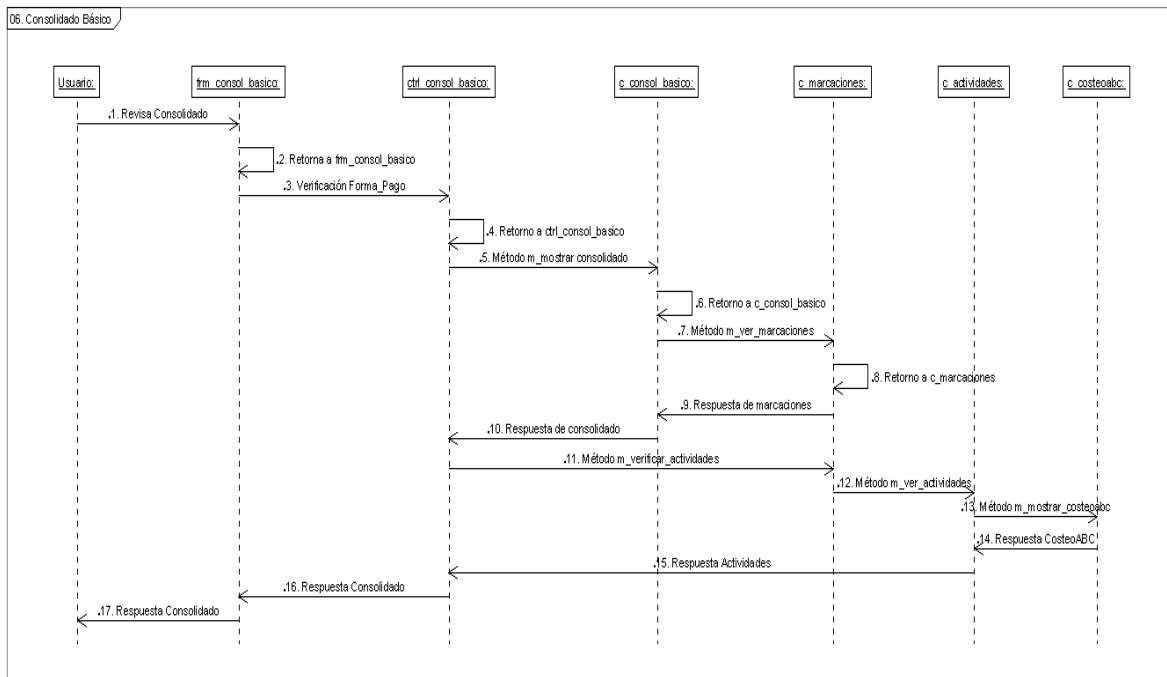 06. Consolidado Básico
Usuario:
frm_consol_basico:
ctrl_consol_basico:
c_consol_basico:
c_marcaciones:
c_actividades:
c_costeoabc:
.1. Revisa Consolidado
.2. Retorna a frm_consol_basico
.3. Verificación Forma_Pago
.4. Retorno a ctrl_consol_basico
.5. Método m_mostrar consolidado
.6. Retorno a c_consol_basico
.7. Método m_ver_marcaciones
.8. Retorno a c_marcaciones
.9. Respuesta de marcaciones
.10. Respuesta de consolidado
.11. Método m_verificar_actividades
.12. Método m_ver_actividades
.13. Método m_mostrar_costeoabc
.14. Respuesta CosteoABC
.15. Respuesta Actividades
.16. Respuesta Consolidado
.17. Respuesta Consolidado